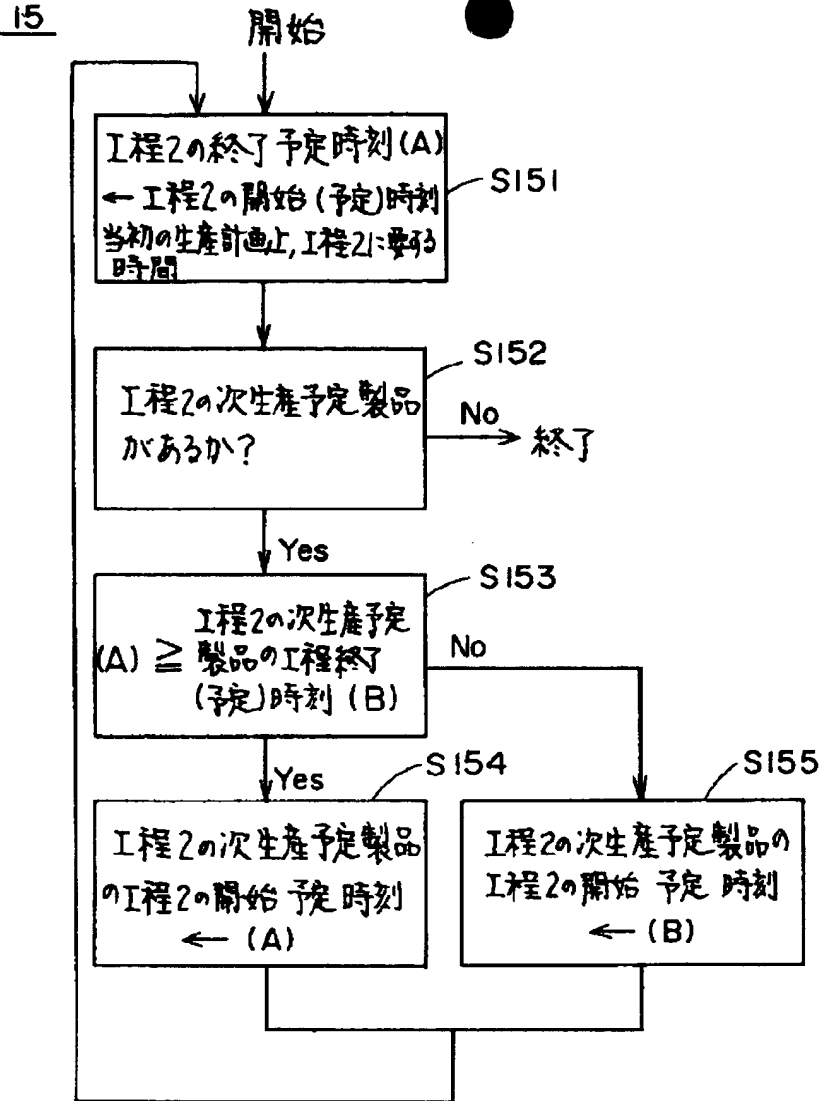 15
開始
工程2の終了予定時刻(A)
← 工程2の開始(予定)時刻
当初の生産計画上,工程2に要する
時間
S151
S152
工程2の次生産予定製品
があるか?
No
終了
Yes
S153
工程2の次生産予定
(A) ≧ 製品の工程終了
(予定)時刻 (B)
No
Yes
S154
工程2の次生産予定製品
の工程2の開始 予定 時刻
← (A)
S155
工程2の次生産予定製品の
工程2の開始 予定 時刻
← (B)